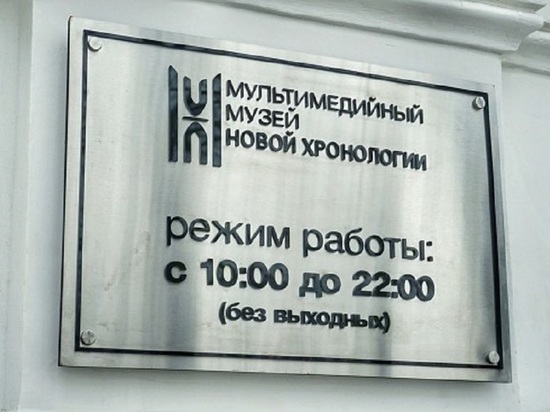 МУЛЬТИМЕДИЙНЫЙ
МУЗЕЙ
НОВОЙ ХРОНОЛОГИИ
режим работы:
с 10:00 до 22:00
(без выходных)